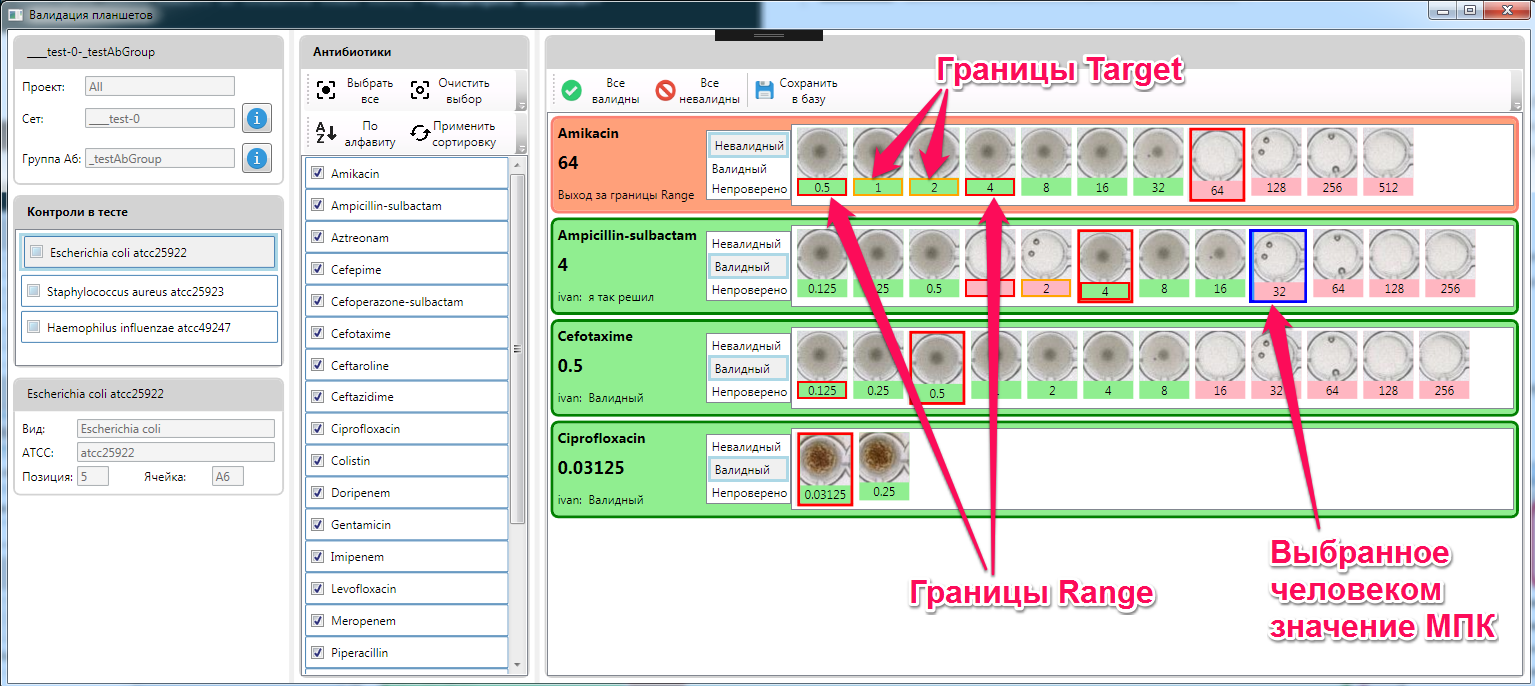 Валидация планшетов
___test-0-_testAbGroup
Проект: All
Сет: ___test-0
Группа Аб: _testAbGroup
Контроли в тесте
Escherichia coli atcc25922
Staphylococcus aureus atcc25923
Haemophilus influenzae atcc49247
Escherichia coli atcc25922
Вид: Escherichia coli
АТСС: atcc25922
Позиция: 5 Ячейка: A6
Антибиотики
Выбрать все
Очистить выбор
По алфавиту
Применить сортировку
Amikacin
Ampicillin-sulbactam
Aztreonam
Cefepime
Cefoperazone-sulbactam
Cefotaxime
Ceftaroline
Ceftazidime
Ciprofloxacin
Colistin
Doripenem
Gentamicin
Imipenem
Levofloxacin
Meropenem
Piperacillin
Все валидны
Все невалидны
Сохранить в базу
Границы Target
Amikacin
64
Выход за границы Range
Невалидный
Валидный
Непроверено
0.5 1 2 4 8 16 32 64 128 256 512
Ampicillin-sulbactam
4
ivan: я так решил
Невалидный
Валидный
Непроверено
0.125 .25 0.5 2 4 8 16 32 64 128 256
Cefotaxime
0.5
ivan: Валидный
Невалидный
Валидный
Непроверено
0.125 0.25 0.5 2 4 8 16 32 64 128 256
Ciprofloxacin
0.03125
ivan: Валидный
Невалидный
Валидный
Непроверено
0.03125 0.25
Границы Range
Выбранное
человеком
значение МПК